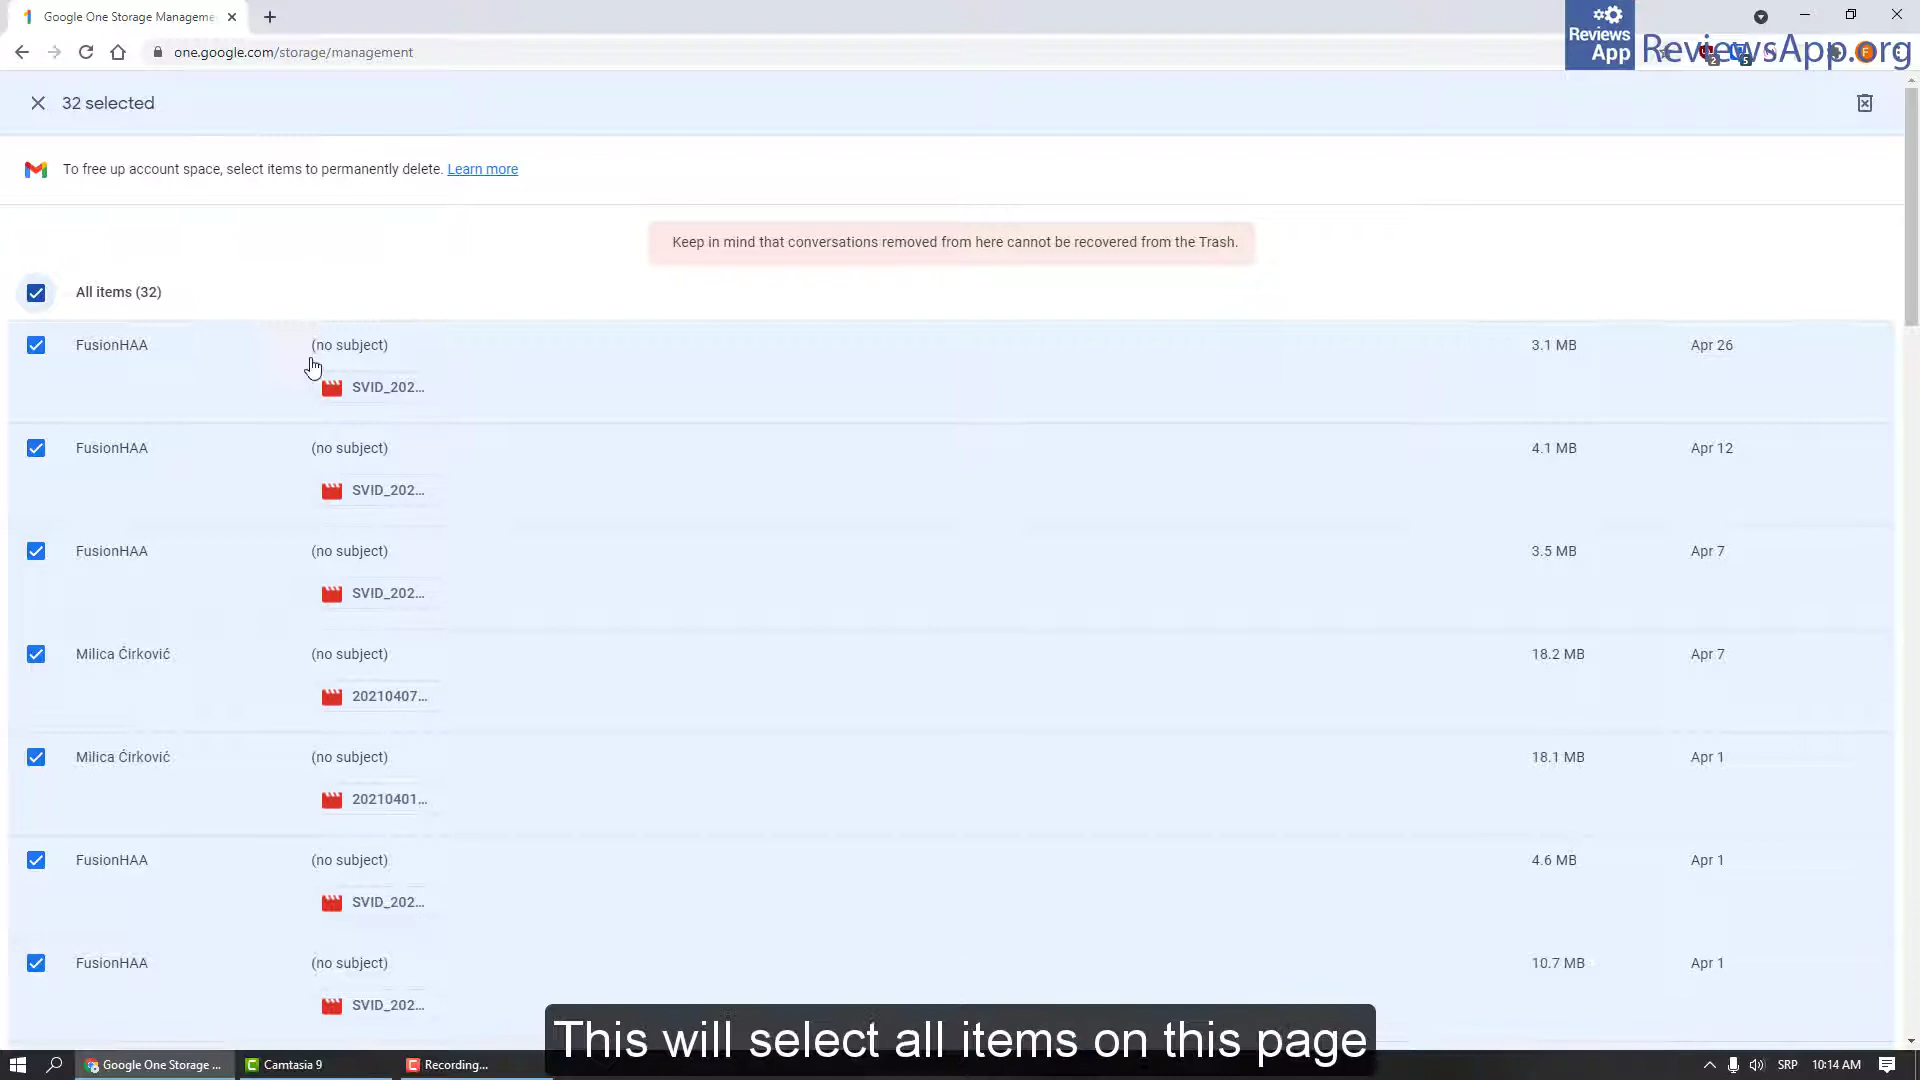 Google One Storage Manageme
one.google.com/storage/management
Reviews
App
ReviewsApp.org
32 selected
To free up account space, select items to permanently delete. Learn more
Keep in mind that conversations removed from here cannot be recovered from the Trash.
All items (32)
FusionHAA (no subject) 3.1 MB Apr 26
SVID_202...
FusionHAA (no subject) 4.1 MB Apr 12
SVID_202...
FusionHAA (no subject) 3.5 MB Apr 7
SVID_202...
Milica Ćirković (no subject) 18.2 MB Apr 7
20210407...
Milica Ćirković (no subject) 18.1 MB Apr 1
20210401...
FusionHAA (no subject) 4.6 MB Apr 1
SVID_202...
FusionHAA (no subject) 10.7 MB Apr 1
SVID_202...
This will select all items on this page
Google One Storage ... Camtasia 9 Recording... SRP 10:14 AM